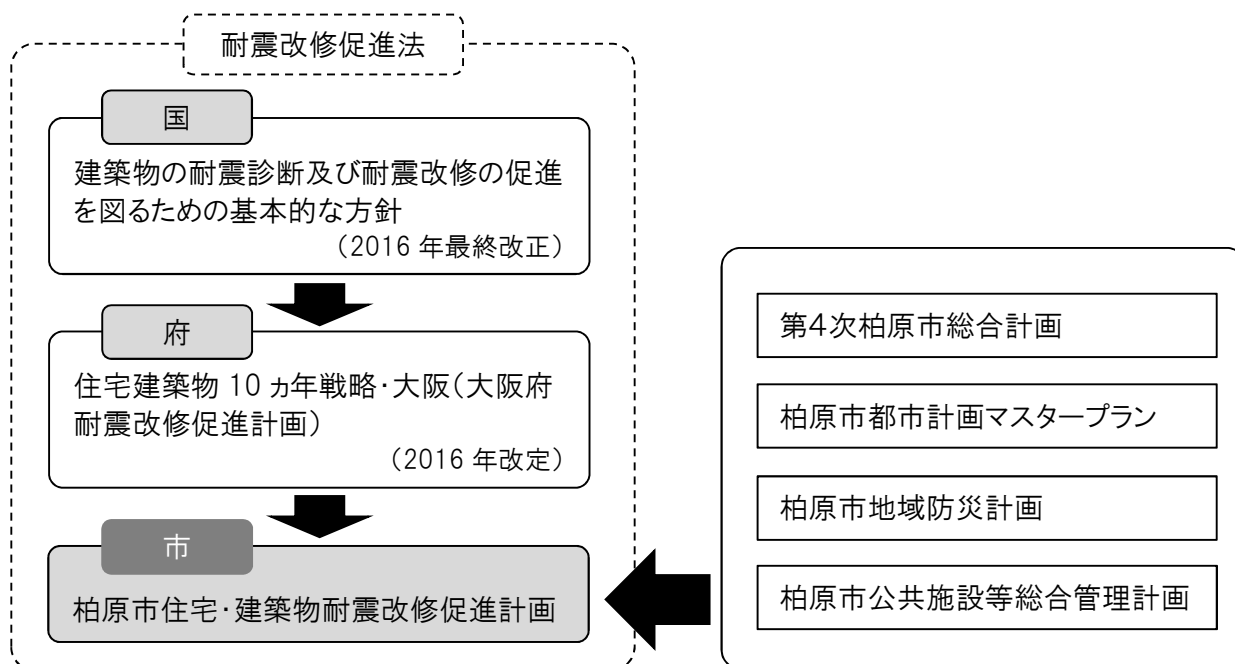 耐震改修促進法
国
建築物の耐震診断及び耐震改修の促進
を図るための基本的な方針
（2016 年最終改正）
府
住宅建築物 10 ヵ年戦略・大阪（大阪府
耐震改修促進計画）
（2016 年改定）
市
柏原市住宅・建築物耐震改修促進計画
第４次柏原市総合計画
柏原市都市計画マスタープラン
柏原市地域防災計画
柏原市公共施設等総合管理計画